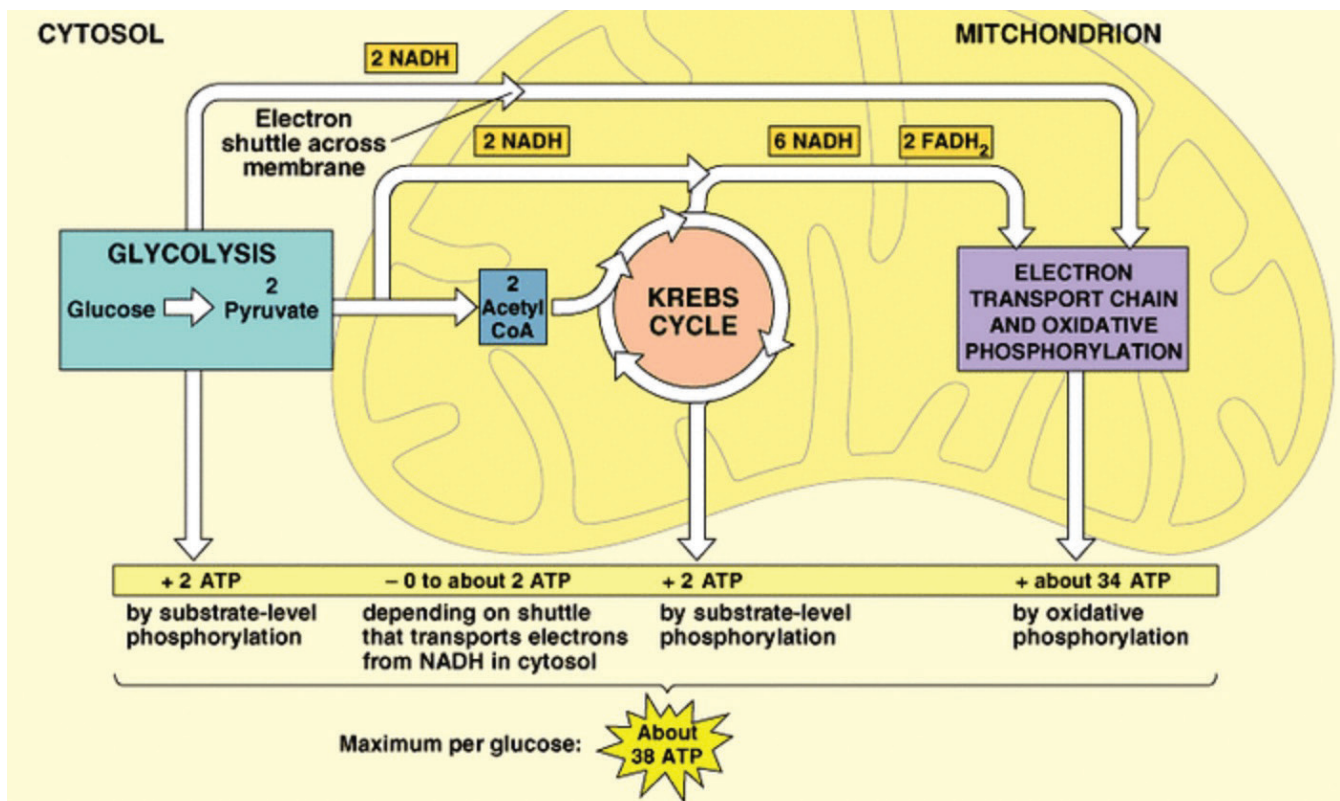 CYTOSOL
MITCHONDRION
2 NADH
Electron
shuttle across
membrane
2 NADH
6 NADH
2 FADH₂
GLYCOLYSIS
2
Glucose Pyruvate
2
Acetyl
CoA
KREBS
CYCLE
ELECTRON
TRANSPORT CHAIN
AND OXIDATIVE
PHOSPHORYLATION
+ 2 ATP
by substrate-level
phosphorylation
– 0 to about 2 ATP
depending on shuttle
that transports electrons
from NADH in cytosol
+ 2 ATP
by substrate-level
phosphorylation
+ about 34 ATP
by oxidative
phosphorylation
Maximum per glucose:
About
38 ATP